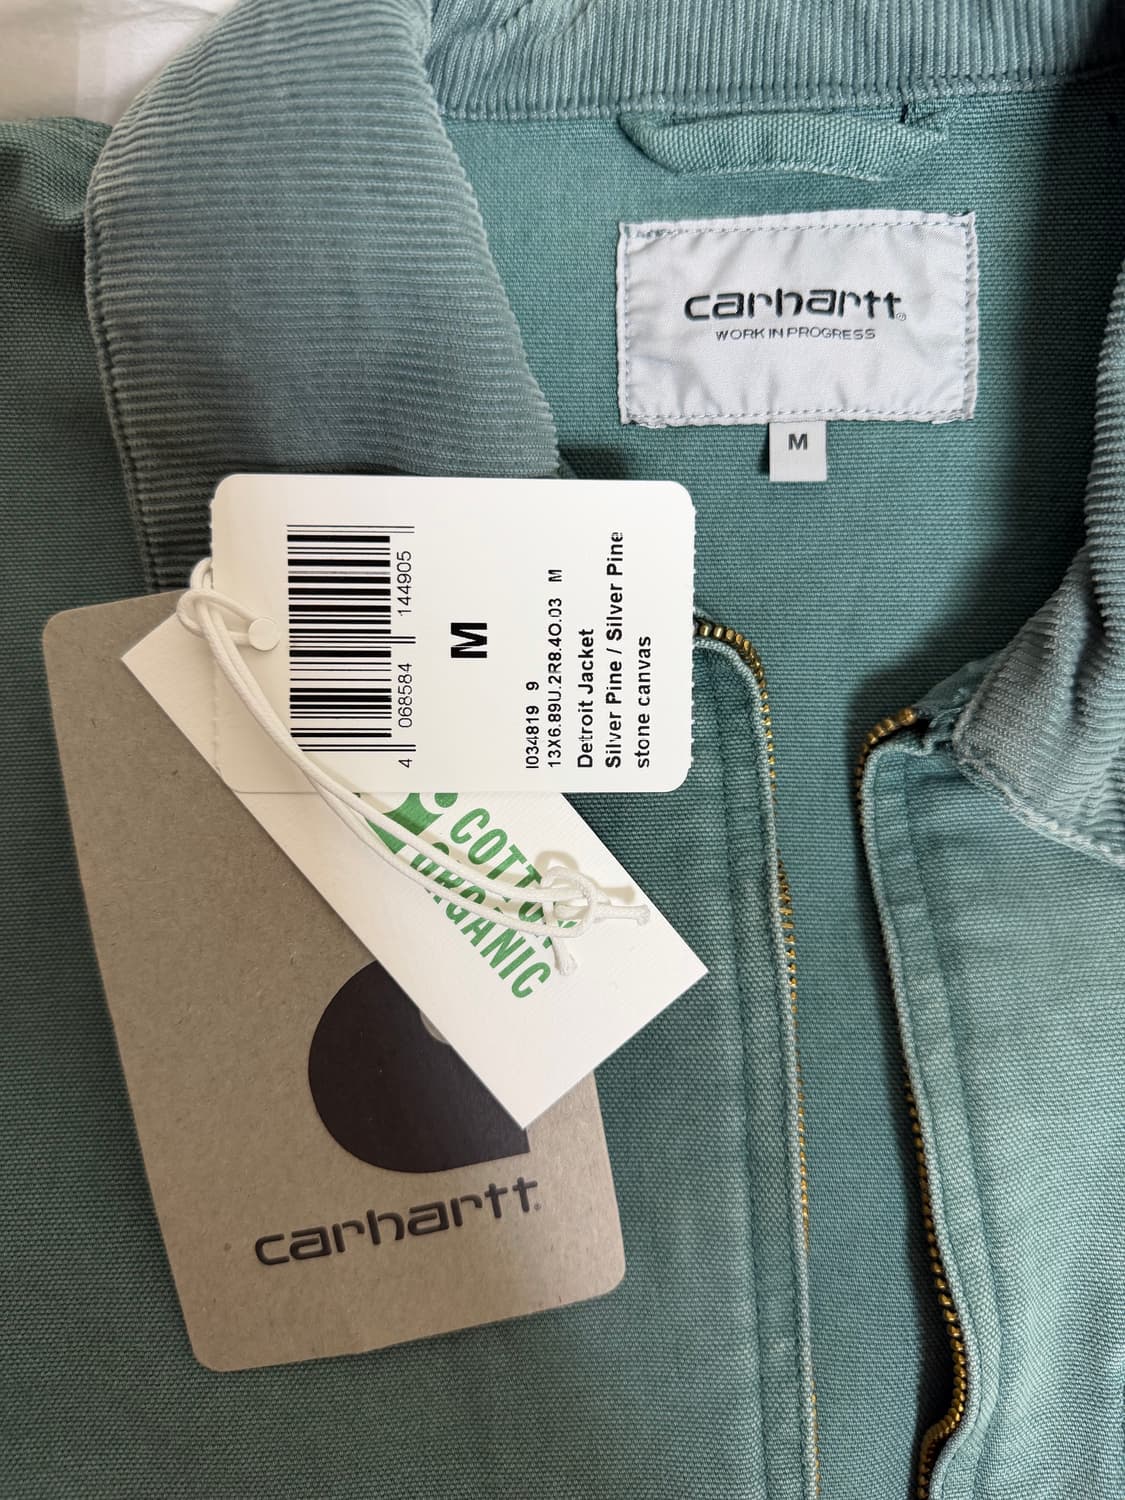 carhartt®
WORK IN PROGRESS
M
4 068584 144905
M
I034819 9
13X6.89U.2R8.4O.03 M
Detroit Jacket
Silver Pine / Silver Pine
stone canvas
COTTON
ORGANIC
carhartt.